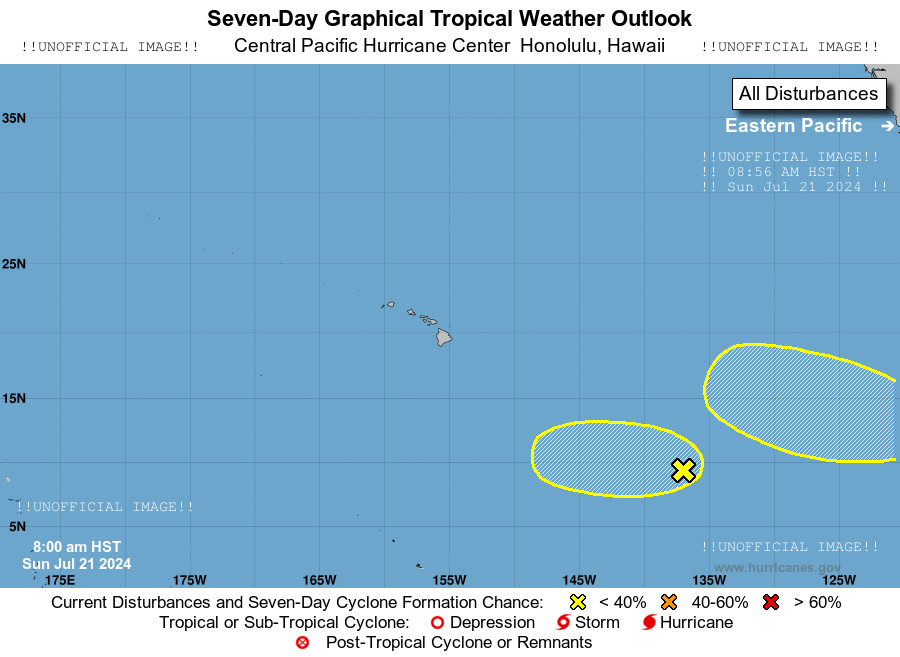 Seven-Day Graphical Tropical Weather Outlook
!!UNOFFICIAL IMAGE!! Central Pacific Hurricane Center Honolulu, Hawaii !!UNOFFICIAL IMAGE!!
All Disturbances
35N
Eastern Pacific →
!!UNOFFICIAL IMAGE!!
!! 08:56 AM HST !!
!! Sun Jul 21 2024 !!
25N
15N
!!UNOFFICIAL IMAGE!!
5N
8:00 am HST
!!UNOFFICIAL IMAGE!!
Sun Jul 21 2024
www.hurricanes.gov
175E 175W 165W 155W 145W 135W 125W
Current Disturbances and Seven-Day Cyclone Formation Chance: < 40% 40-60% > 60%
Tropical or Sub-Tropical Cyclone: Depression Storm Hurricane
Post-Tropical Cyclone or Remnants